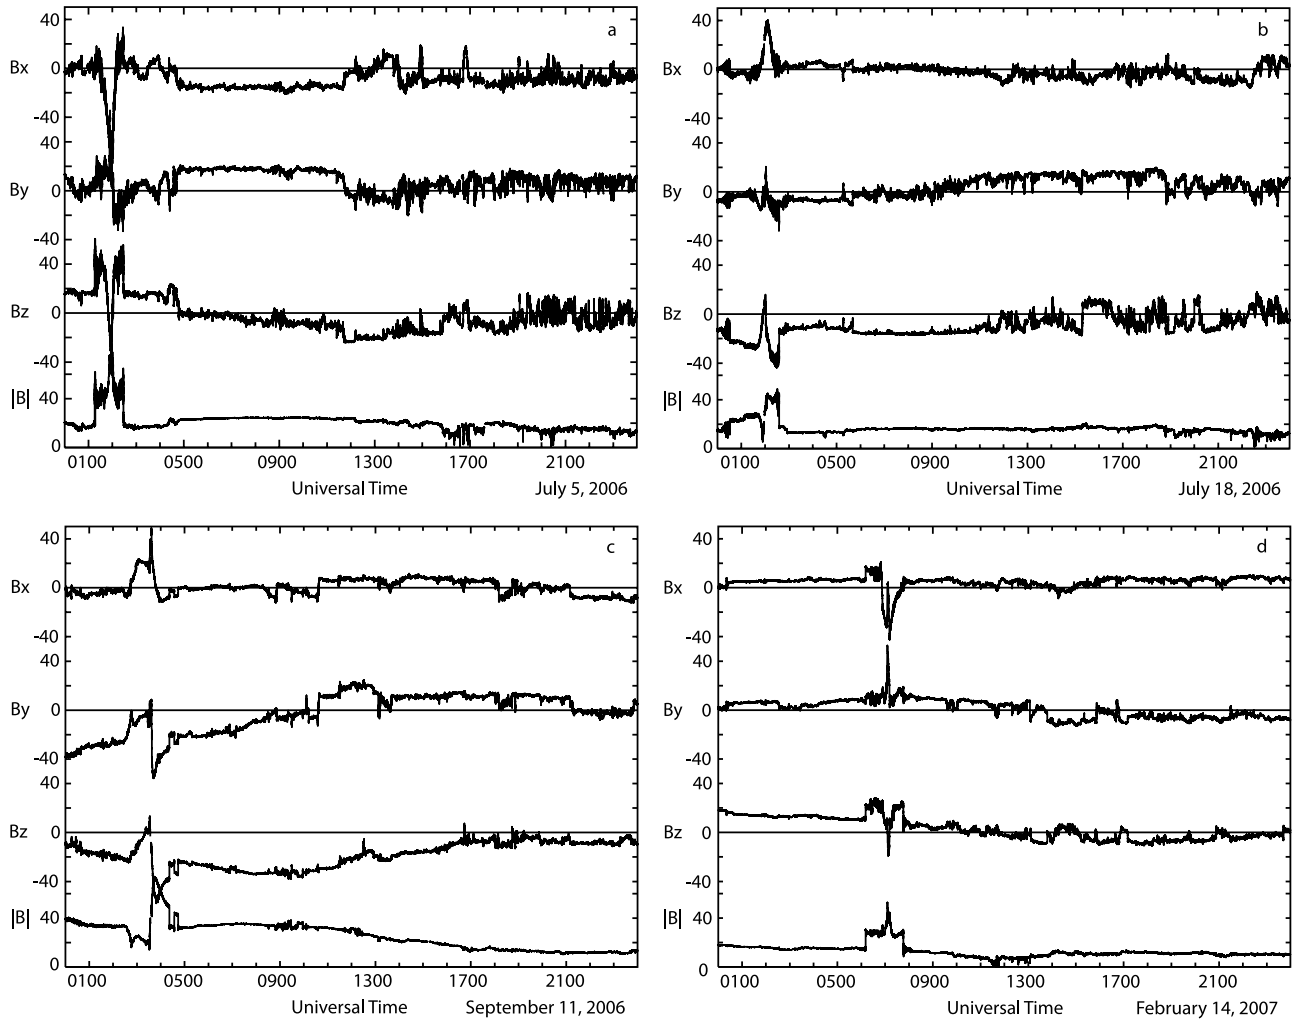 40
a
Bx 0
-40
40
By 0
-40
40
Bz 0
-40
|B| 40
0
0100 0500 0900 1300 1700 2100
Universal Time July 5, 2006
40
b
Bx 0
-40
40
By 0
-40
40
Bz 0
-40
|B| 40
0
0100 0500 0900 1300 1700 2100
Universal Time July 18, 2006
40
c
Bx 0
-40
40
By 0
-40
40
Bz 0
-40
|B| 40
0
0100 0500 0900 1300 1700 2100
Universal Time September 11, 2006
40
d
Bx 0
-40
40
By 0
-40
40
Bz 0
-40
|B| 40
0
0100 0500 0900 1300 1700 2100
Universal Time February 14, 2007